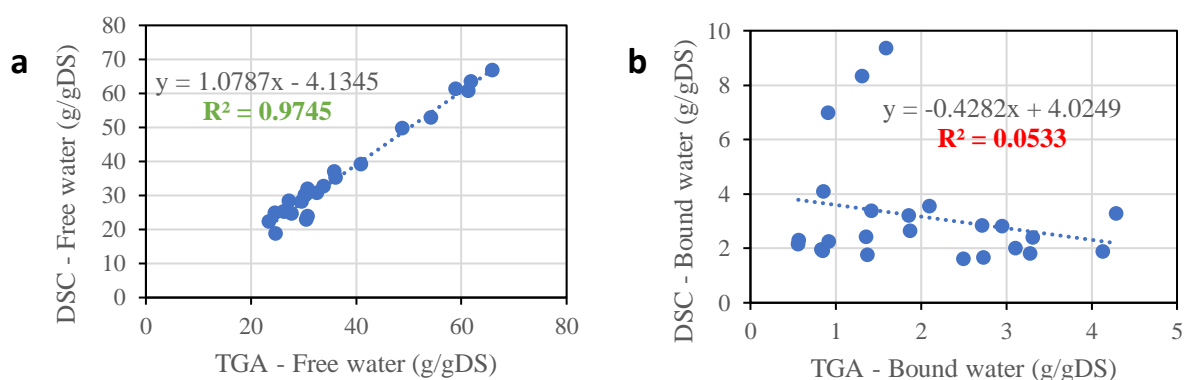 a
DSC - Free water (g/gDS)
80
70
60
50
40
30
20
10
0
y = 1.0787x - 4.1345
R² = 0.9745
0 20 40 60 80
TGA - Free water (g/gDS)
b
DSC - Bound water (g/gDS)
10
8
6
4
2
0
y = -0.4282x + 4.0249
R² = 0.0533
0 1 2 3 4 5
TGA - Bound water (g/gDS)